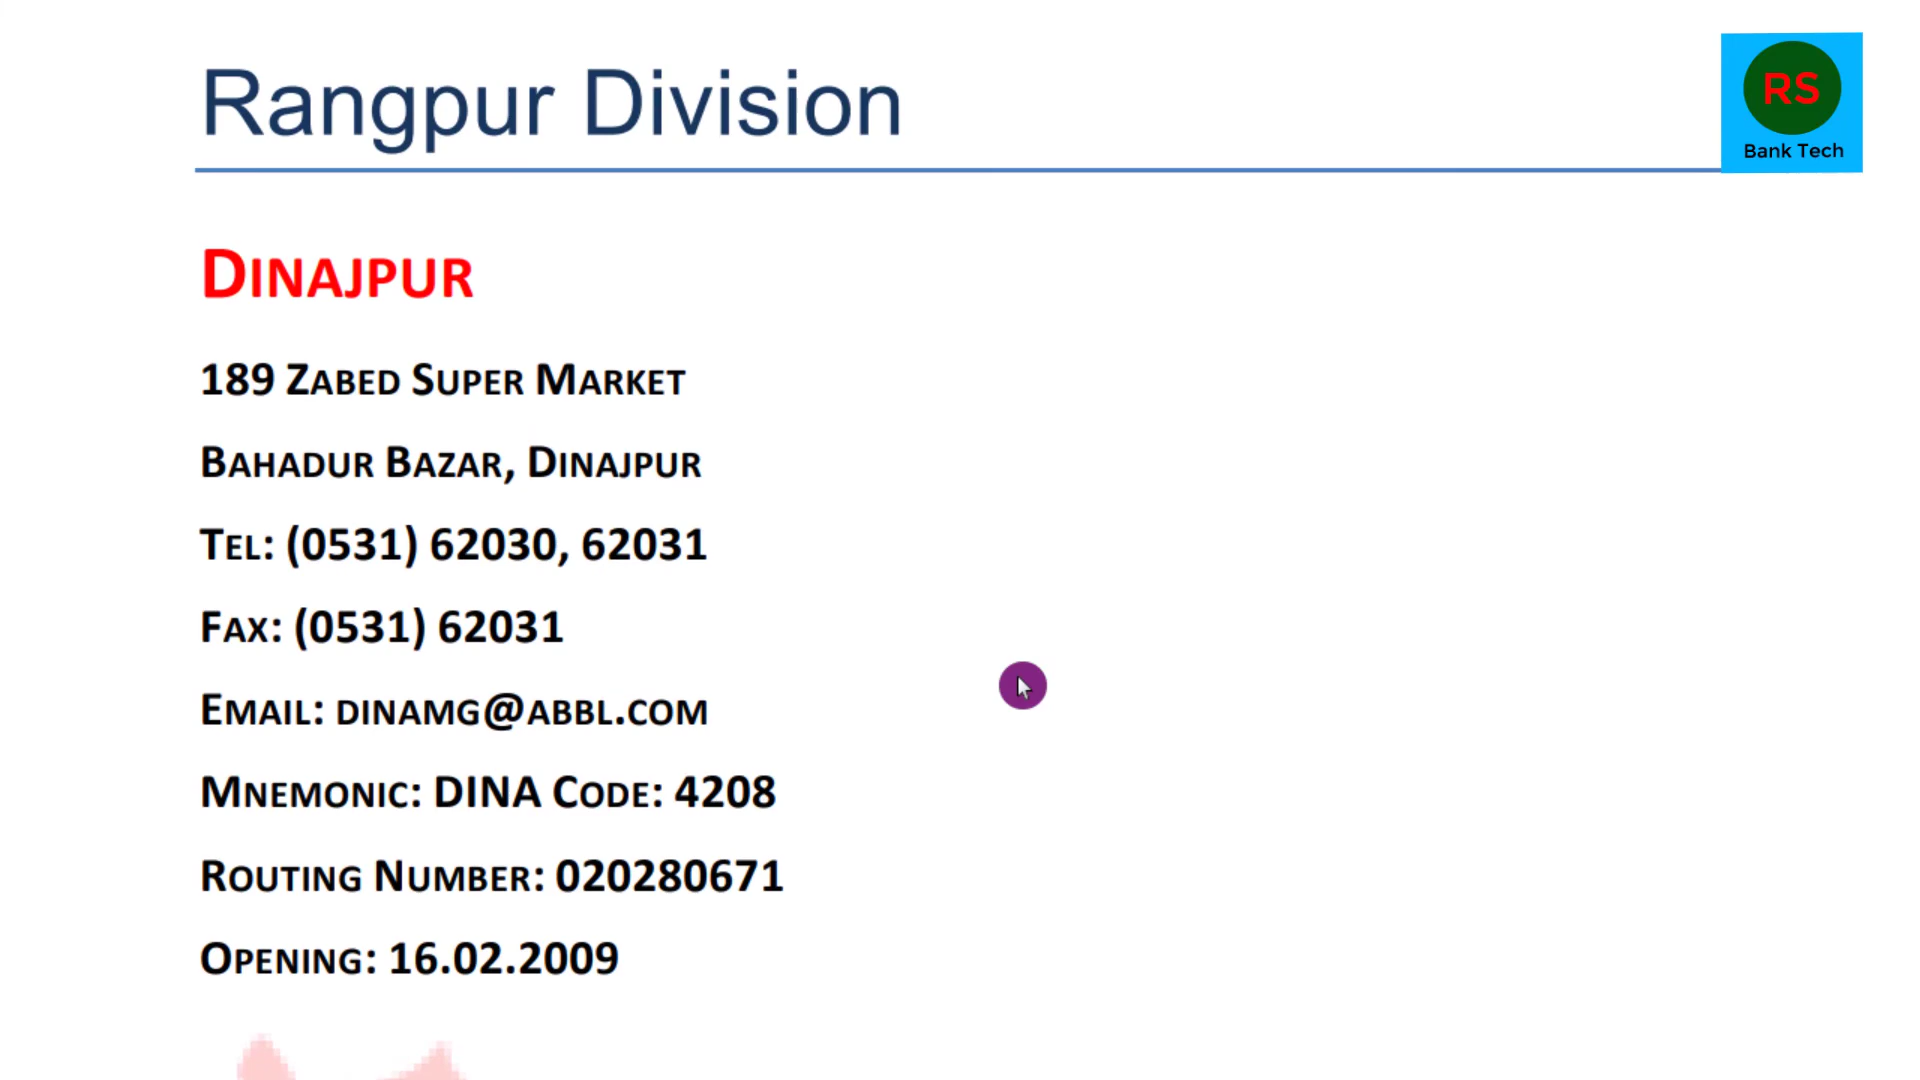 Rangpur Division
RS
Bank Tech
DINAJPUR
189 ZABED SUPER MARKET
BAHADUR BAZAR, DINAJPUR
TEL: (0531) 62030, 62031
FAX: (0531) 62031
EMAIL: DINAMG@ABBL.COM
MNEMONIC: DINA CODE: 4208
ROUTING NUMBER: 020280671
OPENING: 16.02.2009